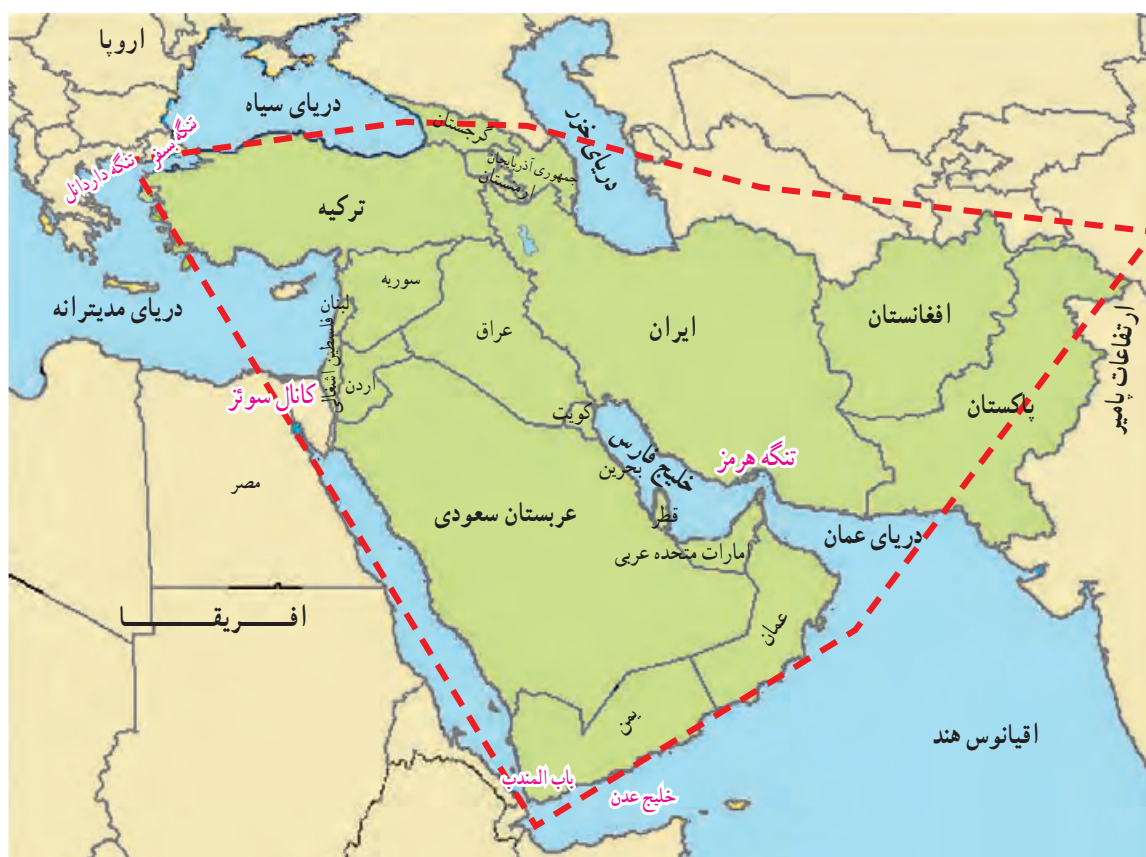 اروپا
دریای سیاه
تنگه بسفر
تنگه داردانل
دریای خزر
گرجستان
جمهوری آذربایجان
ارمنستان
ترکیه
دریای مدیترانه
سوریه
لبنان
فلسطین اشغالی
عراق
ایران
افغانستان
ارتفاعات پامیر
پاکستان
کانال سوئز
اردن
کویت
خلیج فارس
بحرین
تنگه هرمز
مصر
عربستان سعودی
قطر
امارات متحده عربی
دریای عمان
افـریـقـا
عمان
یمن
اقیانوس هند
باب المندب
خلیج عدن